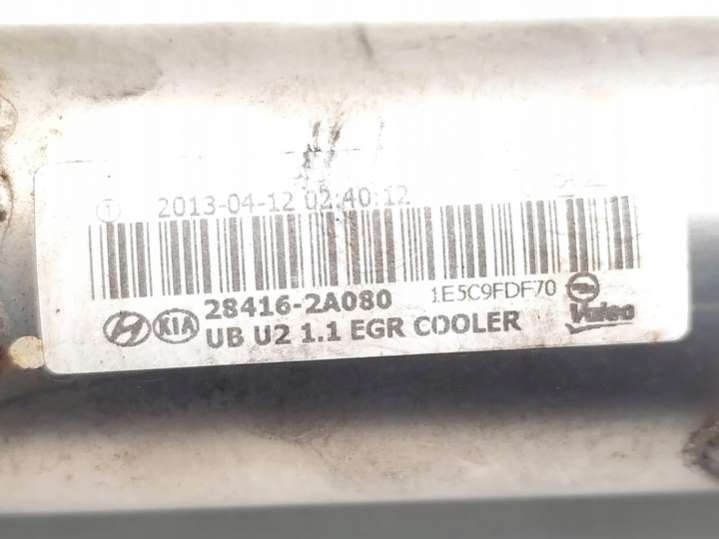 T 2013-04-12 02:40:12
28416-2A080 1E5C9FDF70
KIA UB U2 1.1 EGR COOLER Valeo